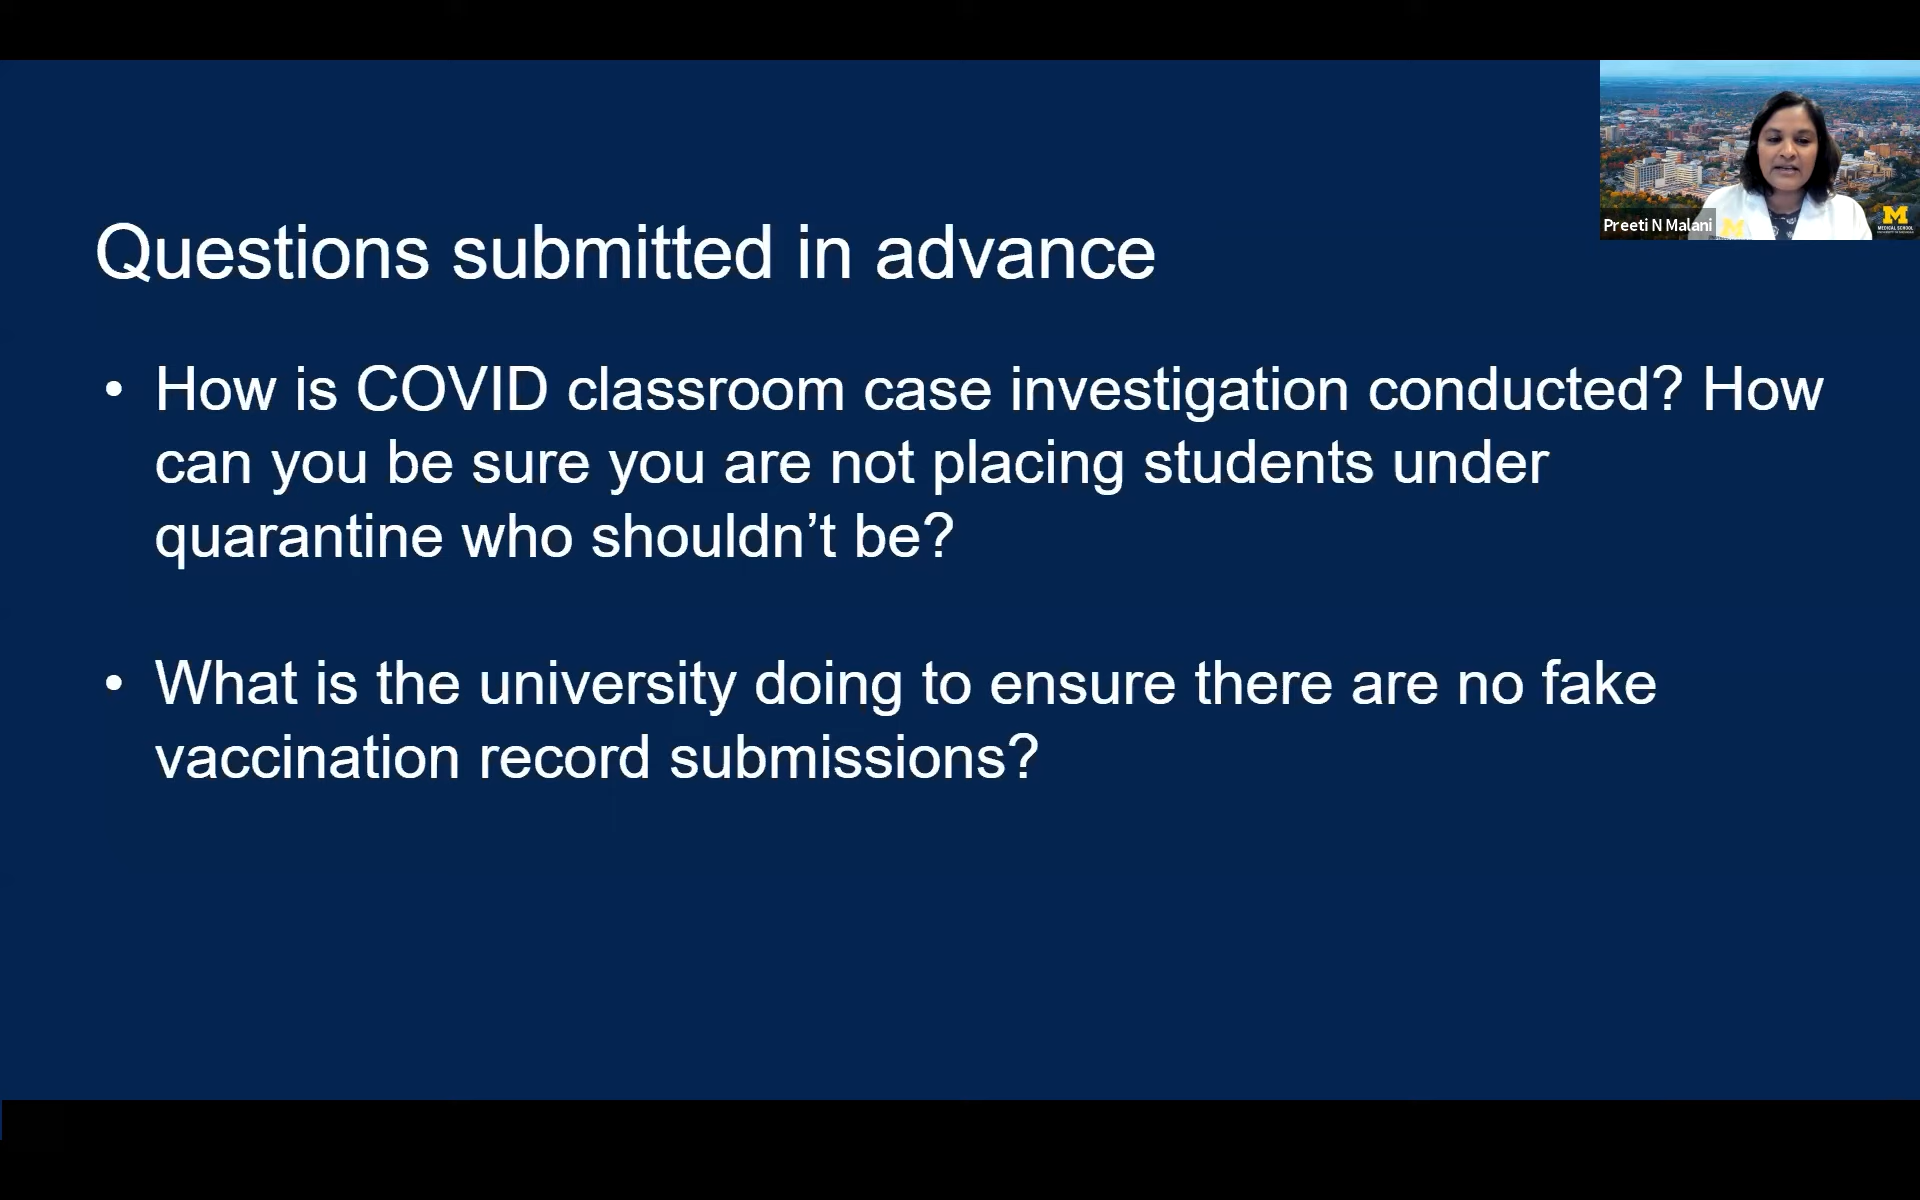 Questions submitted in advance
• How is COVID classroom case investigation conducted? How
can you be sure you are not placing students under
quarantine who shouldn’t be?
• What is the university doing to ensure there are no fake
vaccination record submissions?
Preeti N Malani
M
M
MEDICAL SCHOOL